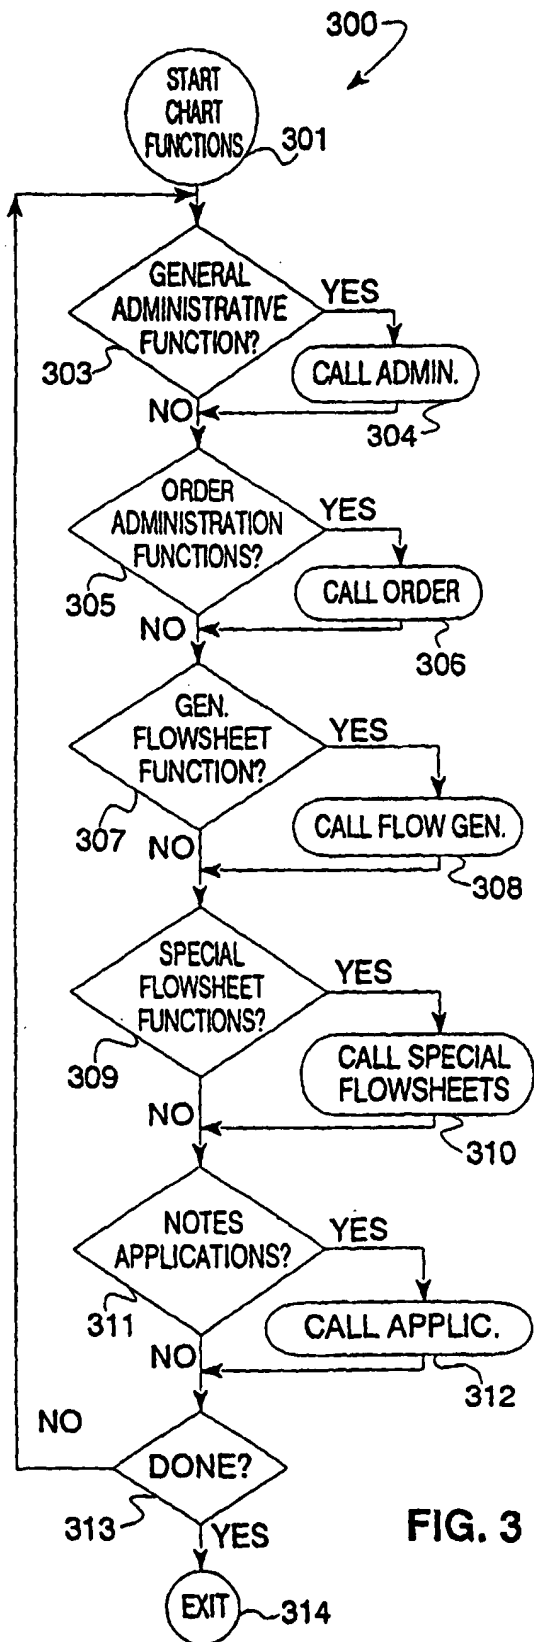 300
START
CHART
FUNCTIONS
301
GENERAL
ADMINISTRATIVE
FUNCTION?
YES
303
CALL ADMIN.
NO
304
ORDER
ADMINISTRATION
FUNCTIONS?
YES
305
CALL ORDER
NO
306
GEN.
FLOWSHEET
FUNCTION?
YES
307
CALL FLOW GEN.
NO
308
SPECIAL
FLOWSHEET
FUNCTIONS?
YES
309
CALL SPECIAL
FLOWSHEETS
NO
310
NOTES
APPLICATIONS?
YES
311
CALL APPLIC.
NO
312
NO
DONE?
313
YES
FIG. 3
EXIT
314